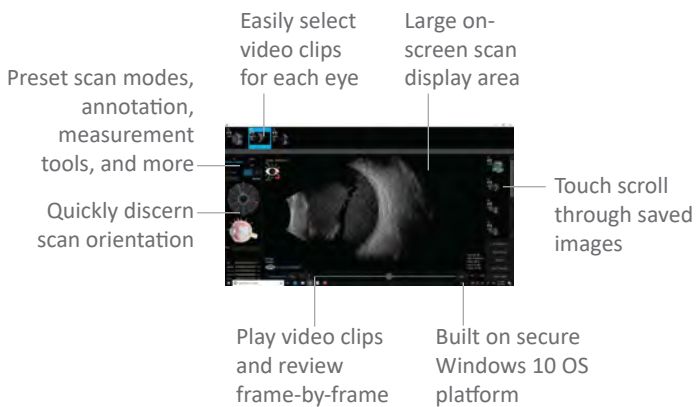 Easily select
video clips
for each eye
Large on-
screen scan
display area
Preset scan modes,
annotation,
measurement
tools, and more
Quickly discern
scan orientation
Touch scroll
through saved
images
Play video clips
and review
frame-by-frame
Built on secure
Windows 10 OS
platform